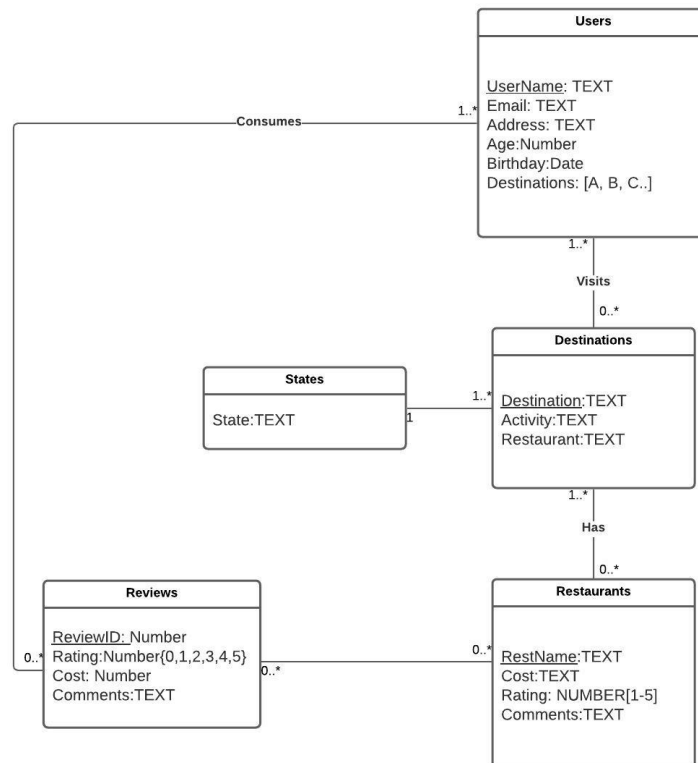 Users
UserName: TEXT
Email: TEXT
Address: TEXT
Age:Number
Birthday:Date
Destinations: [A, B, C..]
1..*
Consumes
1..*
Visits
0..*
Destinations
Destination:TEXT
Activity:TEXT
Restaurant:TEXT
States
State:TEXT
1
1..*
1..*
Has
0..*
Reviews
ReviewID: Number
Rating:Number{0,1,2,3,4,5}
Cost: Number
Comments:TEXT
0..*
0..*
0..*
Restaurants
RestName:TEXT
Cost:TEXT
Rating: NUMBER[1-5]
Comments:TEXT